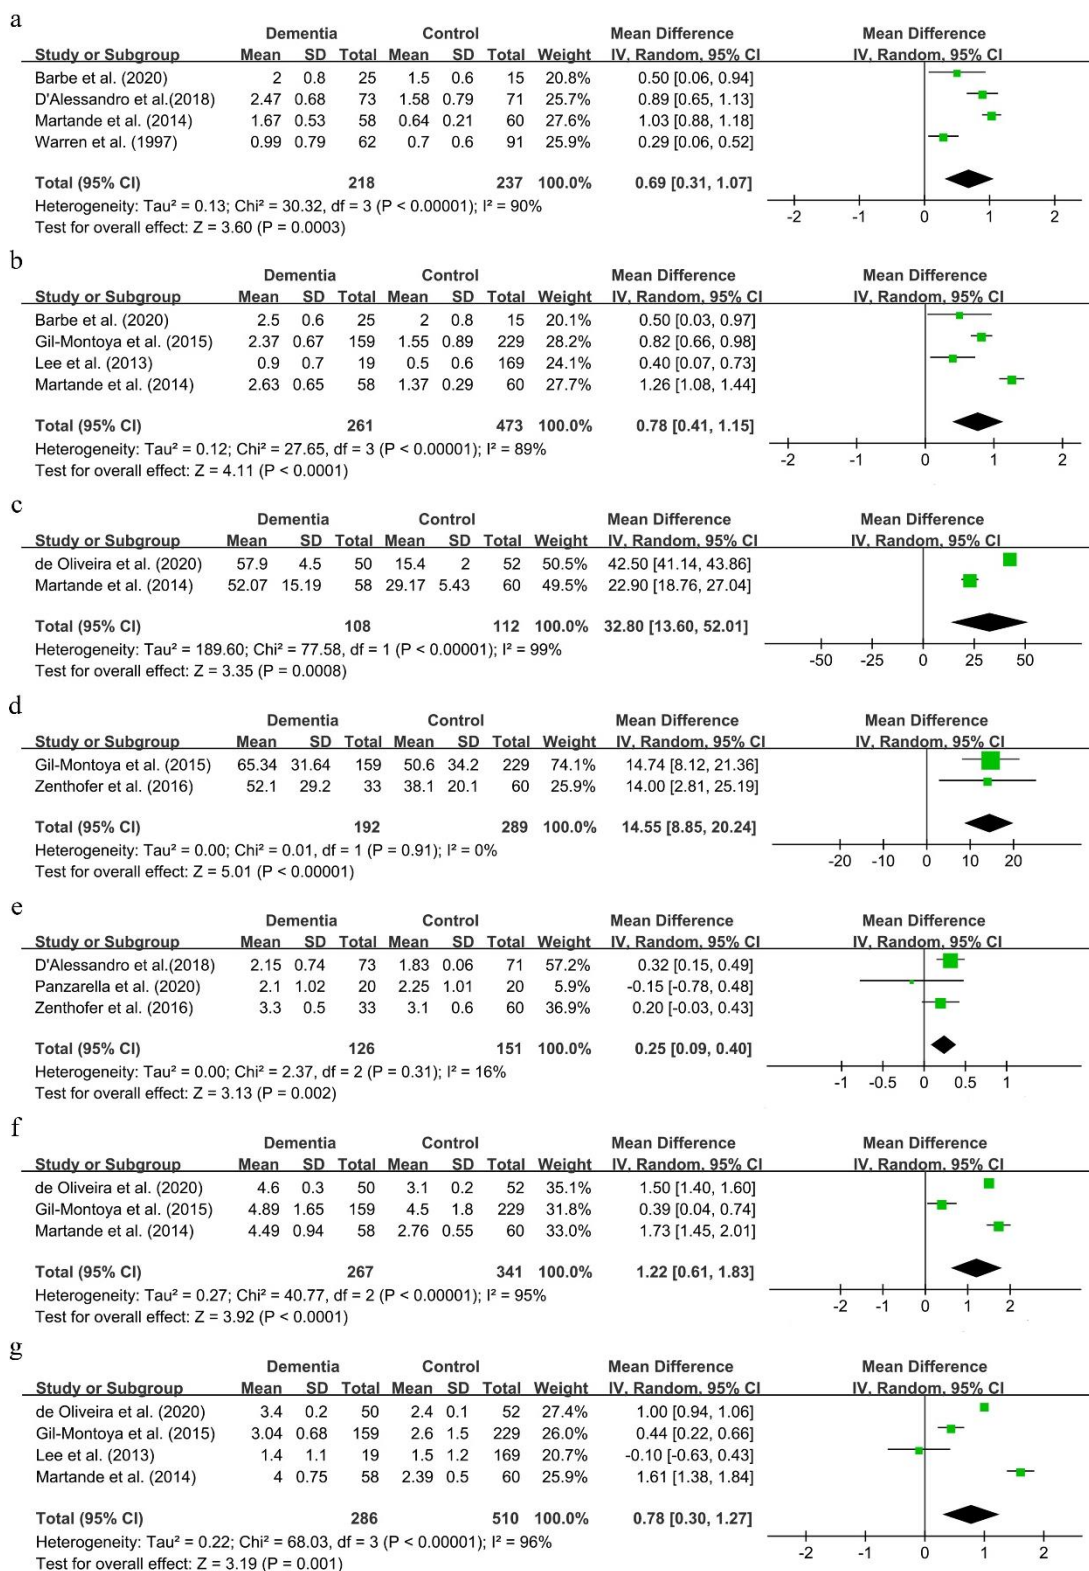 a
Dementia Control Mean Difference Mean Difference
Study or Subgroup Mean SD Total Mean SD Total Weight IV, Random, 95% CI IV, Random, 95% CI
Barbe et al. (2020) 2 0.8 25 1.5 0.6 15 20.8% 0.50 [0.06, 0.94]
D'Alessandro et al.(2018) 2.47 0.68 73 1.58 0.79 71 25.7% 0.89 [0.65, 1.13]
Martande et al. (2014) 1.67 0.53 58 0.64 0.21 60 27.6% 1.03 [0.88, 1.18]
Warren et al. (1997) 0.99 0.79 62 0.7 0.6 91 25.9% 0.29 [0.06, 0.52]
Total (95% CI) 218 237 100.0% 0.69 [0.31, 1.07]
Heterogeneity: Tau² = 0.13; Chi² = 30.32, df = 3 (P < 0.00001); I² = 90%
Test for overall effect: Z = 3.60 (P = 0.0003)
-2 -1 0 1 2
b
Dementia Control Mean Difference Mean Difference
Study or Subgroup Mean SD Total Mean SD Total Weight IV, Random, 95% CI IV, Random, 95% CI
Barbe et al. (2020) 2.5 0.6 25 2 0.8 15 20.1% 0.50 [0.03, 0.97]
Gil-Montoya et al. (2015) 2.37 0.67 159 1.55 0.89 229 28.2% 0.82 [0.66, 0.98]
Lee et al. (2013) 0.9 0.7 19 0.5 0.6 169 24.1% 0.40 [0.07, 0.73]
Martande et al. (2014) 2.63 0.65 58 1.37 0.29 60 27.7% 1.26 [1.08, 1.44]
Total (95% CI) 261 473 100.0% 0.78 [0.41, 1.15]
Heterogeneity: Tau² = 0.12; Chi² = 27.65, df = 3 (P < 0.00001); I² = 89%
Test for overall effect: Z = 4.11 (P < 0.0001)
-2 -1 0 1 2
c
Dementia Control Mean Difference Mean Difference
Study or Subgroup Mean SD Total Mean SD Total Weight IV, Random, 95% CI IV, Random, 95% CI
de Oliveira et al. (2020) 57.9 4.5 50 15.4 2 52 50.5% 42.50 [41.14, 43.86]
Martande et al. (2014) 52.07 15.19 58 29.17 5.43 60 49.5% 22.90 [18.76, 27.04]
Total (95% CI) 108 112 100.0% 32.80 [13.60, 52.01]
Heterogeneity: Tau² = 189.60; Chi² = 77.58, df = 1 (P < 0.00001); I² = 99%
Test for overall effect: Z = 3.35 (P = 0.0008)
-50 -25 0 25 50
d
Dementia Control Mean Difference Mean Difference
Study or Subgroup Mean SD Total Mean SD Total Weight IV, Random, 95% CI IV, Random, 95% CI
Gil-Montoya et al. (2015) 65.34 31.64 159 50.6 34.2 229 74.1% 14.74 [8.12, 21.36]
Zenthofer et al. (2016) 52.1 29.2 33 38.1 20.1 60 25.9% 14.00 [2.81, 25.19]
Total (95% CI) 192 289 100.0% 14.55 [8.85, 20.24]
Heterogeneity: Tau² = 0.00; Chi² = 0.01, df = 1 (P = 0.91); I² = 0%
Test for overall effect: Z = 5.01 (P < 0.00001)
-20 -10 0 10 20
e
Dementia Control Mean Difference Mean Difference
Study or Subgroup Mean SD Total Mean SD Total Weight IV, Random, 95% CI IV, Random, 95% CI
D'Alessandro et al.(2018) 2.15 0.74 73 1.83 0.06 71 57.2% 0.32 [0.15, 0.49]
Panzarella et al. (2020) 2.1 1.02 20 2.25 1.01 20 5.9% -0.15 [-0.78, 0.48]
Zenthofer et al. (2016) 3.3 0.5 33 3.1 0.6 60 36.9% 0.20 [-0.03, 0.43]
Total (95% CI) 126 151 100.0% 0.25 [0.09, 0.40]
Heterogeneity: Tau² = 0.00; Chi² = 2.37, df = 2 (P = 0.31); I² = 16%
Test for overall effect: Z = 3.13 (P = 0.002)
-1 -0.5 0 0.5 1
f
Dementia Control Mean Difference Mean Difference
Study or Subgroup Mean SD Total Mean SD Total Weight IV, Random, 95% CI IV, Random, 95% CI
de Oliveira et al. (2020) 4.6 0.3 50 3.1 0.2 52 35.1% 1.50 [1.40, 1.60]
Gil-Montoya et al. (2015) 4.89 1.65 159 4.5 1.8 229 31.8% 0.39 [0.04, 0.74]
Martande et al. (2014) 4.49 0.94 58 2.76 0.55 60 33.0% 1.73 [1.45, 2.01]
Total (95% CI) 267 341 100.0% 1.22 [0.61, 1.83]
Heterogeneity: Tau² = 0.27; Chi² = 40.77, df = 2 (P < 0.00001); I² = 95%
Test for overall effect: Z = 3.92 (P < 0.0001)
-2 -1 0 1 2
g
Dementia Control Mean Difference Mean Difference
Study or Subgroup Mean SD Total Mean SD Total Weight IV, Random, 95% CI IV, Random, 95% CI
de Oliveira et al. (2020) 3.4 0.2 50 2.4 0.1 52 27.4% 1.00 [0.94, 1.06]
Gil-Montoya et al. (2015) 3.04 0.68 159 2.6 1.5 229 26.0% 0.44 [0.22, 0.66]
Lee et al. (2013) 1.4 1.1 19 1.5 1.2 169 20.7% -0.10 [-0.63, 0.43]
Martande et al. (2014) 4 0.75 58 2.39 0.5 60 25.9% 1.61 [1.38, 1.84]
Total (95% CI) 286 510 100.0% 0.78 [0.30, 1.27]
Heterogeneity: Tau² = 0.22; Chi² = 68.03, df = 3 (P < 0.00001); I² = 96%
Test for overall effect: Z = 3.19 (P = 0.001)
-2 -1 0 1 2